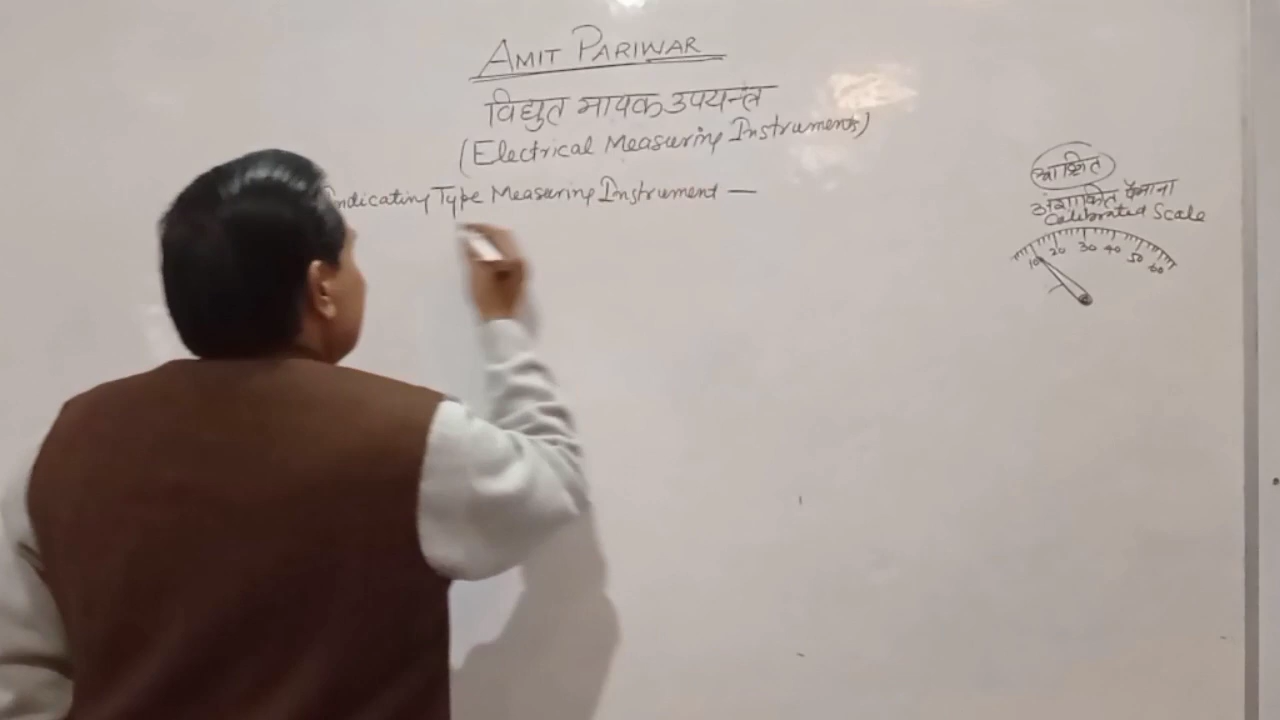 AMIT PARIWAR
विद्युत मापक उपयन्त्र
(Electrical Measuring Instruments)
Indicating Type Measuring Instrument —
अंशांकित पैमाना
Calibrated Scale
10 20 30 40 50 60